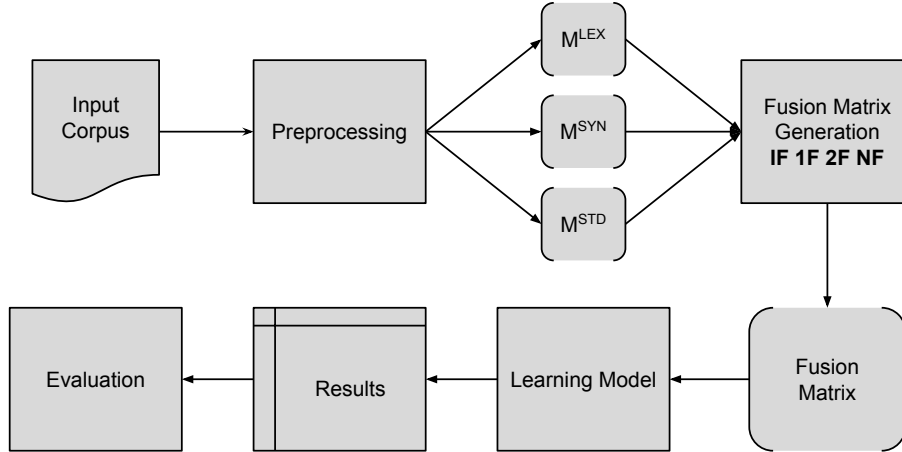 Input
Corpus
Preprocessing
M^LEX
M^SYN
M^STD
Fusion Matrix
Generation
IF 1F 2F NF
Evaluation
Results
Learning Model
Fusion
Matrix